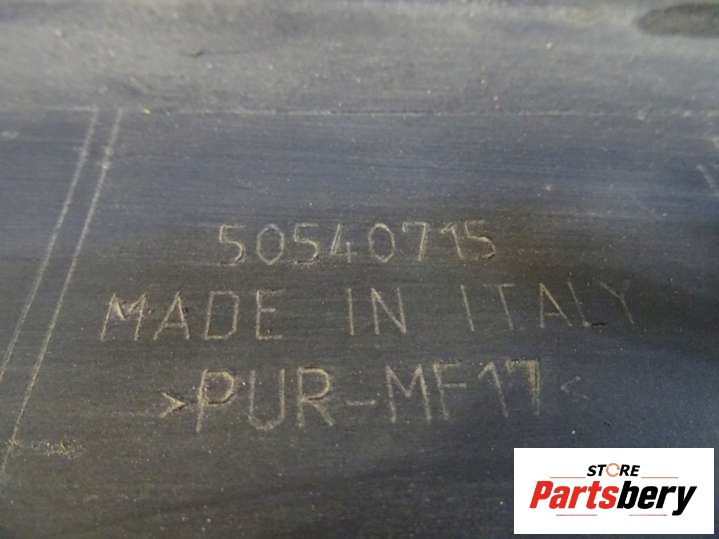 50540715
MADE IN ITALY
>PUR-MF17<
STORE
Partsbery